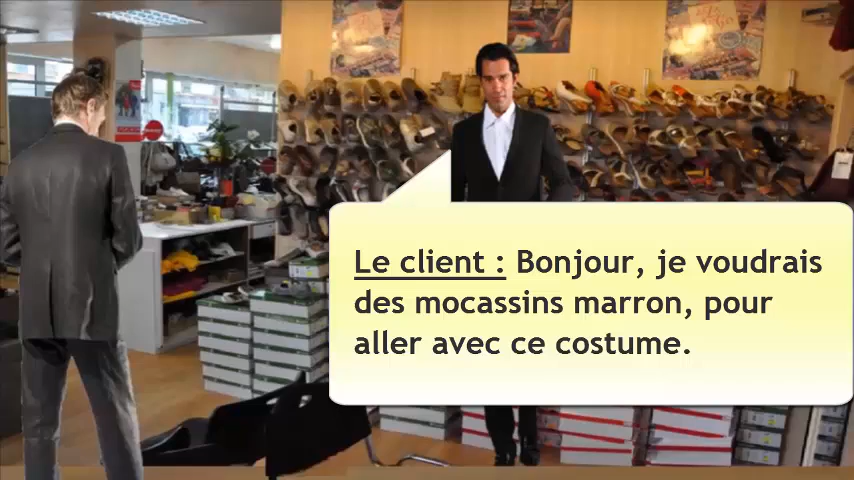 Le client : Bonjour, je voudrais
des mocassins marron, pour
aller avec ce costume.